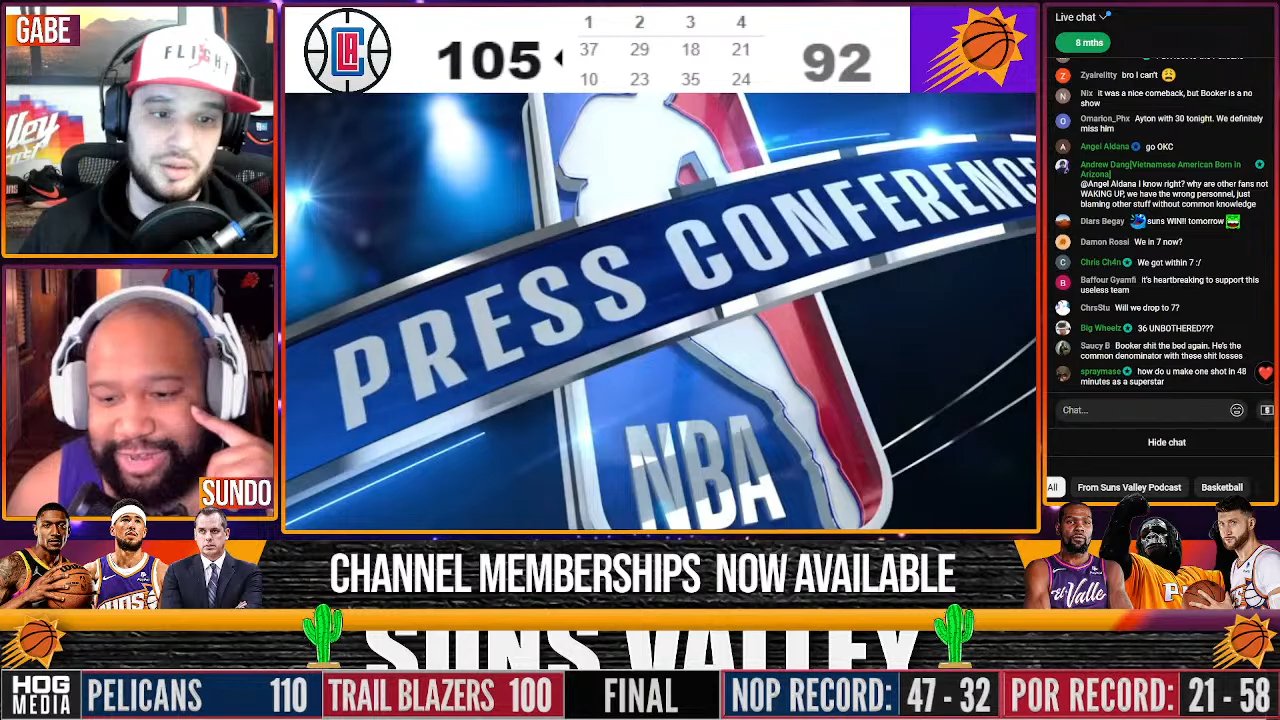 GABE
FLIGHT
SUNDO
105
92
1 2 3 4
37 29 18 21
10 23 35 24
LA
PRESS CONFERENCE
NBA
Live chat
8 mths
Zyairelitty Bro I can't
Nix it was a nice comeback, but Booker is a no
show
Omarion_Phx Ayton with 30 tonight. We definitely
miss him
Angel Aldana go OKC
Andrew Dang[Vietnamese American Born in
Arizona]
@Angel Aldana I know right? why are other fans not
WAKING UP, we have the wrong personnel, just
blaming other stuff without common knowledge
DIars Begay suns WIN!! tomorrow
Damon Rossi We in 7 now?
Chris Ch4n We got within 7 :/
Baffour Gyamfi it's heartbreaking to support this
useless team
ChrsStu Will we drop to 7?
Big Wheelz 36 UNBOTHERED???
Saucy B Booker shit the bed again. He's the
common denominator with these shit losses
spraymase how do u make one shot in 48
minutes as a superstar
Chat...
Hide chat
All From Suns Valley Podcast Basketball
CHANNEL MEMBERSHIPS NOW AVAILABLE
SUNS VALLEY
HOG
MEDIA
PELICANS 110 TRAIL BLAZERS 100 FINAL NOP RECORD: 47 - 32 POR RECORD: 21 - 58